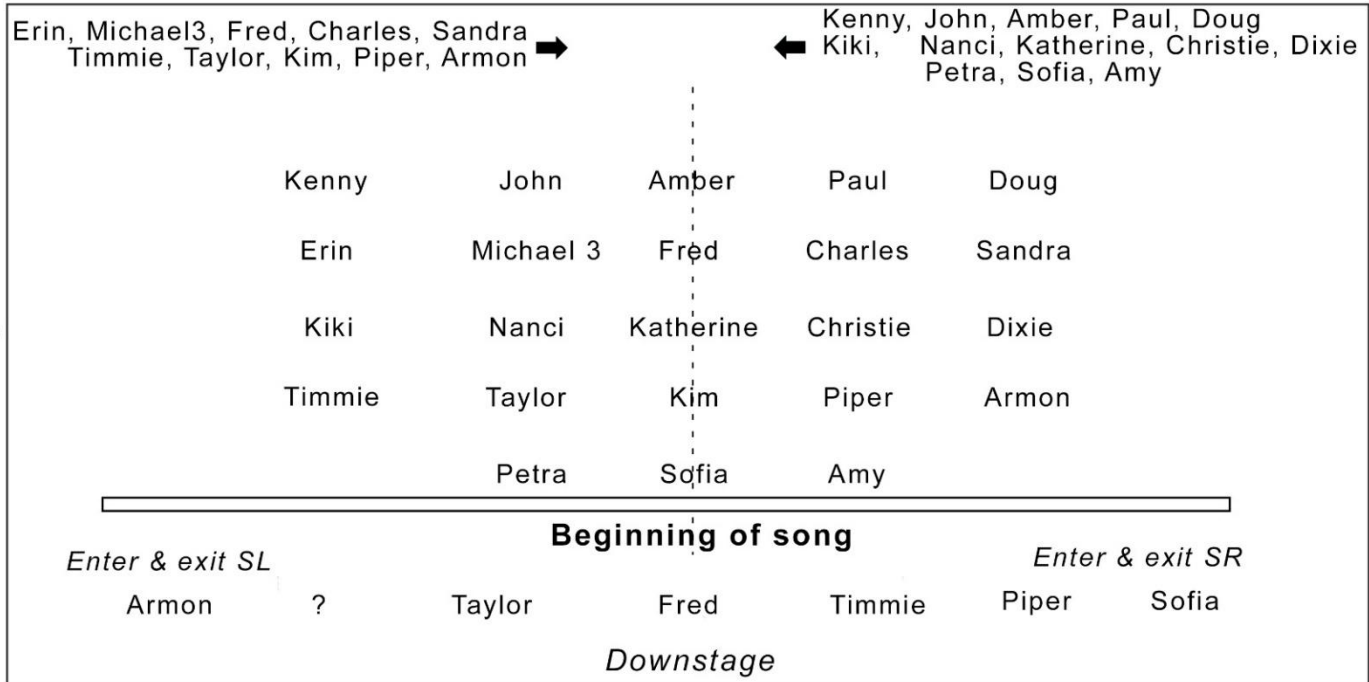 Erin, Michael3, Fred, Charles, Sandra
Timmie, Taylor, Kim, Piper, Armon
Kenny, John, Amber, Paul, Doug
Kiki, Nanci, Katherine, Christie, Dixie
Petra, Sofia, Amy
Kenny John Amber Paul Doug
Erin Michael 3 Fred Charles Sandra
Kiki Nanci Katherine Christie Dixie
Timmie Taylor Kim Piper Armon
Petra Sofia Amy
Beginning of song
Enter & exit SL Enter & exit SR
Armon ? Taylor Fred Timmie Piper Sofia
Downstage